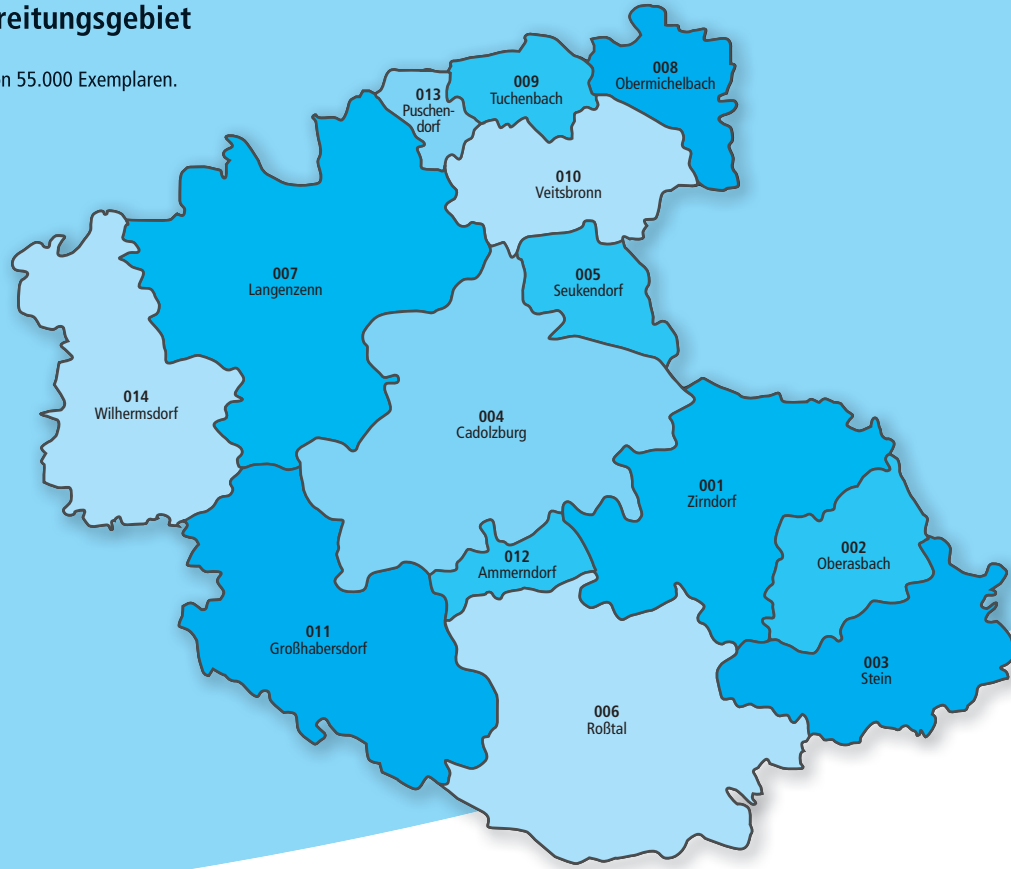 reitungsgebiet
on 55.000 Exemplaren.
008
Obermichelbach
009
Tuchenbach
013
Puschen-
dorf
010
Veitsbronn
007
Langenzenn
005
Seukendorf
014
Wilhermsdorf
004
Cadolzburg
001
Zirndorf
002
Oberasbach
012
Ammerndorf
011
Großhabersdorf
003
Stein
006
Roßtal